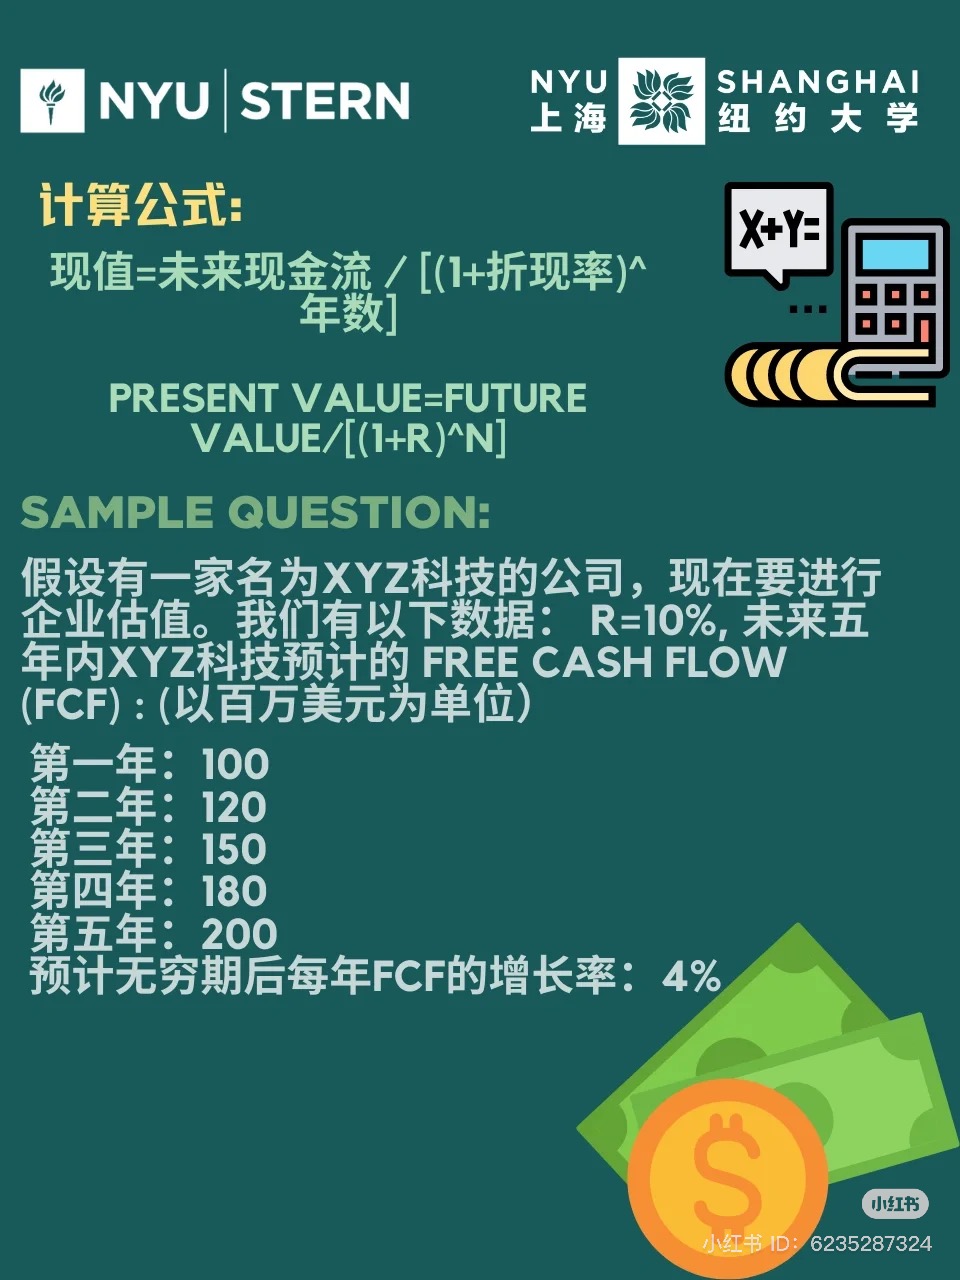 NYU | STERN
NYU SHANGHAI
上海 纽约大学
计算公式:
X+Y=
现值=未来现金流 / [(1+折现率)^
年数]
PRESENT VALUE=FUTURE
VALUE/[(1+R)^N]
SAMPLE QUESTION:
假设有一家名为XYZ科技的公司，现在要进行
企业估值。我们有以下数据： R=10%, 未来五
年内XYZ科技预计的 FREE CASH FLOW
(FCF) : (以百万美元为单位）
第一年：100
第二年：120
第三年：150
第四年：180
第五年：200
预计无穷期后每年FCF的增长率：4%
小红书
小红书 ID：6235287324